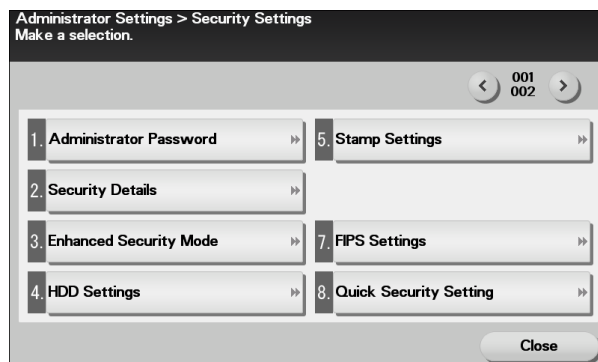 Administrator Settings > Security Settings
Make a selection.
001
002
1. Administrator Password
2. Security Details
3. Enhanced Security Mode
4. HDD Settings
5. Stamp Settings
7. FIPS Settings
8. Quick Security Setting
Close